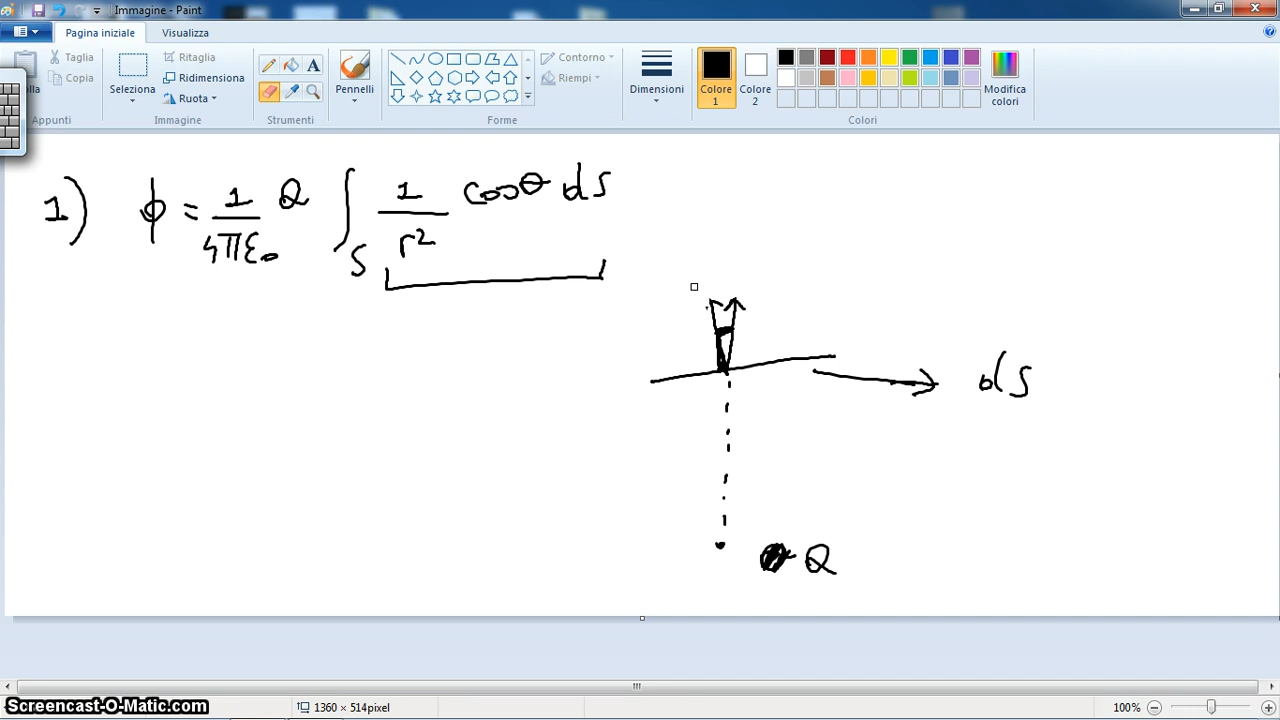 Immagine - Paint
Pagina iniziale Visualizza
Taglia
Copia
Appunti
Seleziona
Ritaglia
Ridimensiona
Ruota
Immagine
Strumenti
Pennelli
Contorno
Riempi
Forme
Dimensioni
Colore 1
Colore 2
Modifica colori
Colori
1) ϕ = 1/4πε₀ Q ∫S 1/r² cosθ dS
dS
Q
Screencast-O-Matic.com
1360 × 514pixel
100%